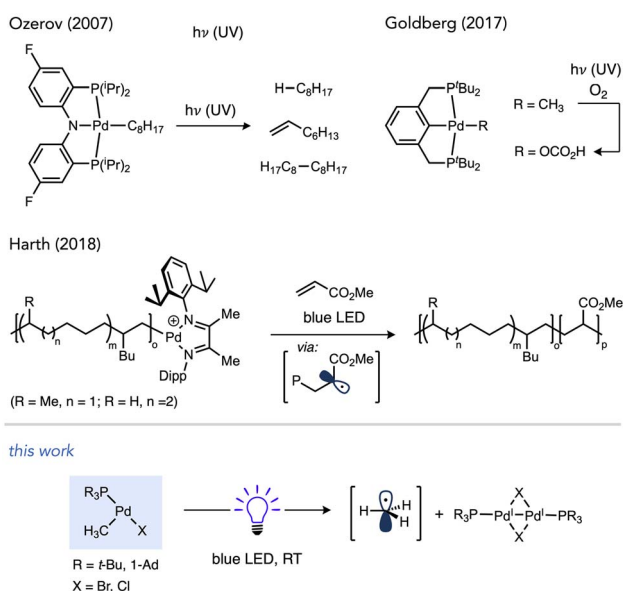 Ozerov (2007)
hν (UV)
Goldberg (2017)
F
P(iPr)2
N
Pd
C8H17
P(iPr)2
F
hν (UV)
H
C8H17
C6H13
H17C8
C8H17
PtBu2
Pd
R
PtBu2
hν (UV)
O2
R = CH3
R = OCO2H
Harth (2018)
R
n
m
Bu
o
⊕
N
Me
Pd
N
Me
Dipp
(R = Me, n = 1; R = H, n =2)
CO2Me
blue LED
via:
CO2Me
P
R
n
m
Bu
o
CO2Me
p
this work
R3P
Pd
H3C
X
R = t-Bu, 1-Ad
X = Br. Cl
blue LED, RT
H
H
H
+
X
R3P
PdI
PdI
PR3
X